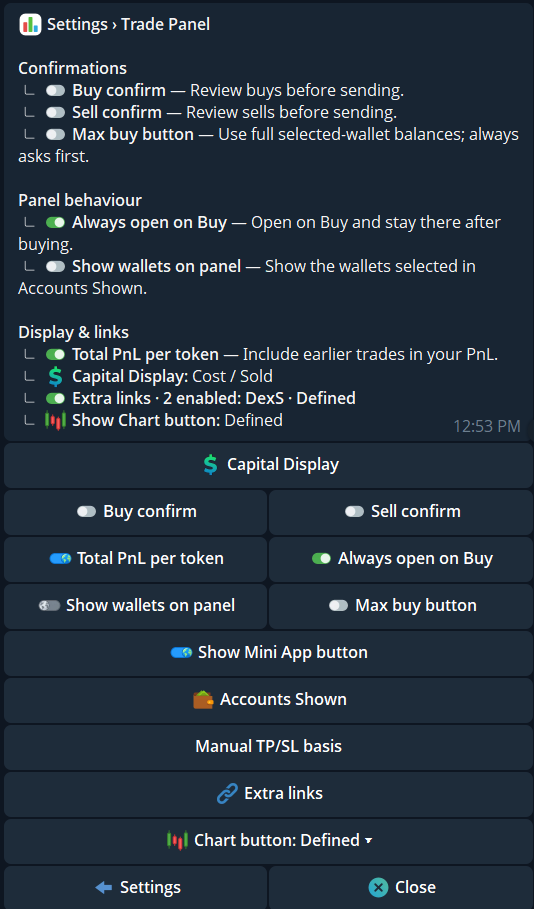 Settings › Trade Panel
Confirmations
Buy confirm — Review buys before sending.
Sell confirm — Review sells before sending.
Max buy button — Use full selected-wallet balances; always
asks first.
Panel behaviour
Always open on Buy — Open on Buy and stay there after
buying.
Show wallets on panel — Show the wallets selected in
Accounts Shown.
Display & links
Total PnL per token — Include earlier trades in your PnL.
Capital Display: Cost / Sold
Extra links · 2 enabled: DexS · Defined
Show Chart button: Defined
12:53 PM
Capital Display
Buy confirm
Sell confirm
Total PnL per token
Always open on Buy
Show wallets on panel
Max buy button
Show Mini App button
Accounts Shown
Manual TP/SL basis
Extra links
Chart button: Defined
Settings
Close